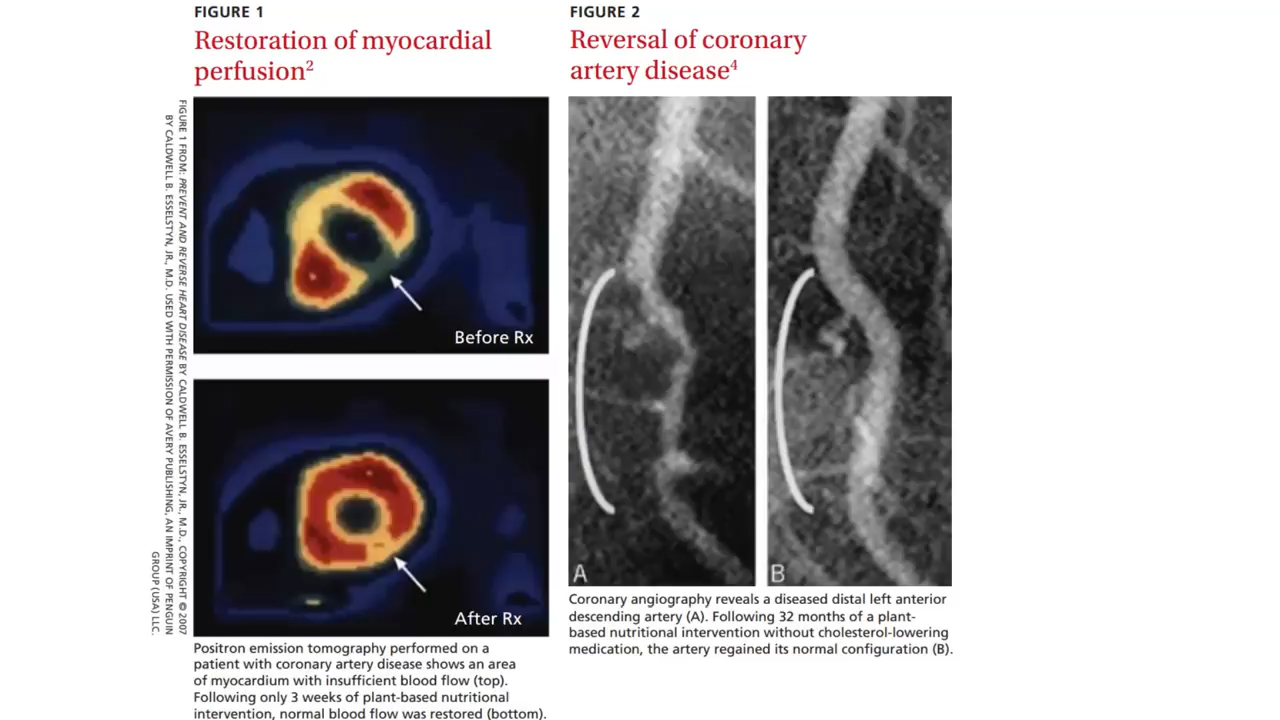 FIGURE 1
Restoration of myocardial
perfusion²
FIGURE 1 FROM: PREVENT AND REVERSE HEART DISEASE BY CALDWELL B. ESSELSTYN, JR., M.D., COPYRIGHT © 2007
BY CALDWELL B. ESSELSTYN, JR., M.D. USED WITH PERMISSION OF AVERY PUBLISHING, AN IMPRINT OF PENGUIN
GROUP (USA) LLC.
Before Rx
After Rx
Positron emission tomography performed on a
patient with coronary artery disease shows an area
of myocardium with insufficient blood flow (top).
Following only 3 weeks of plant-based nutritional
intervention, normal blood flow was restored (bottom).
FIGURE 2
Reversal of coronary
artery disease⁴
A
B
Coronary angiography reveals a diseased distal left anterior
descending artery (A). Following 32 months of a plant-
based nutritional intervention without cholesterol-lowering
medication, the artery regained its normal configuration (B).